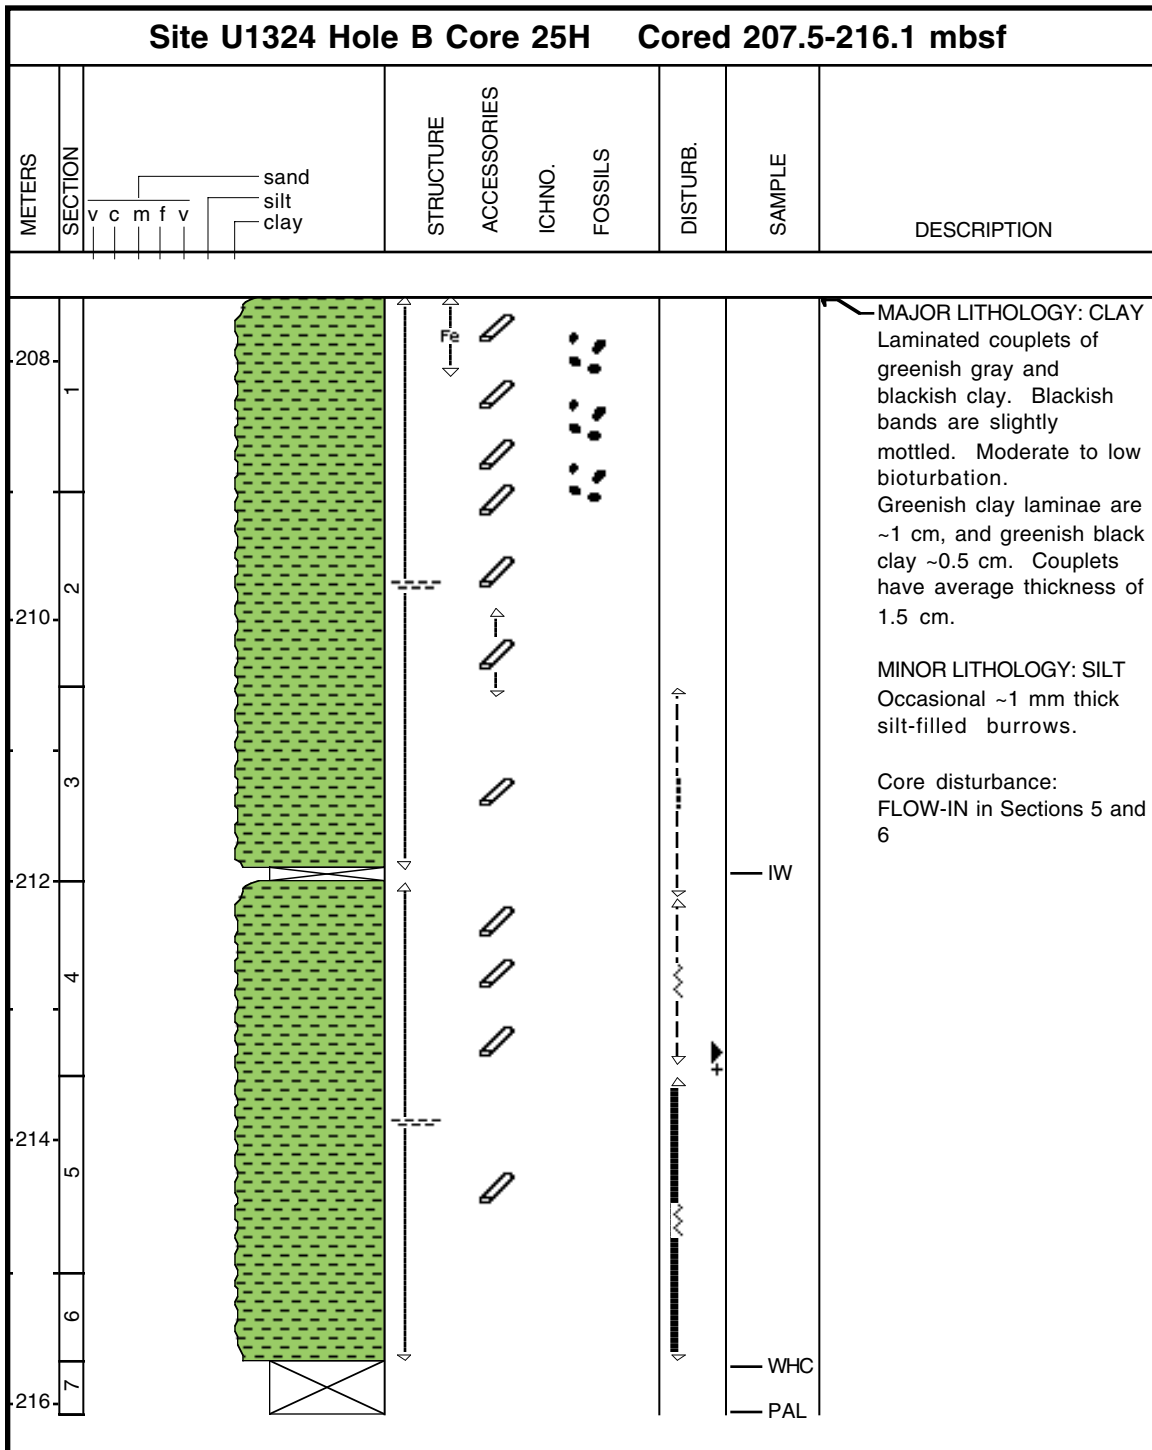 Site U1324 Hole B Core 25H Cored 207.5-216.1 mbsf
METERS
SECTION
v c m f v
sand
silt
clay
STRUCTURE
ACCESSORIES
ICHNO.
FOSSILS
DISTURB.
SAMPLE
DESCRIPTION
208
210
212
214
216
1
2
3
4
5
6
7
Fe
IW
WHC
PAL
MAJOR LITHOLOGY: CLAY
Laminated couplets of
greenish gray and
blackish clay. Blackish
bands are slightly
mottled. Moderate to low
bioturbation.
Greenish clay laminae are
~1 cm, and greenish black
clay ~0.5 cm. Couplets
have average thickness of
1.5 cm.
MINOR LITHOLOGY: SILT
Occasional ~1 mm thick
silt-filled burrows.
Core disturbance:
FLOW-IN in Sections 5 and
6